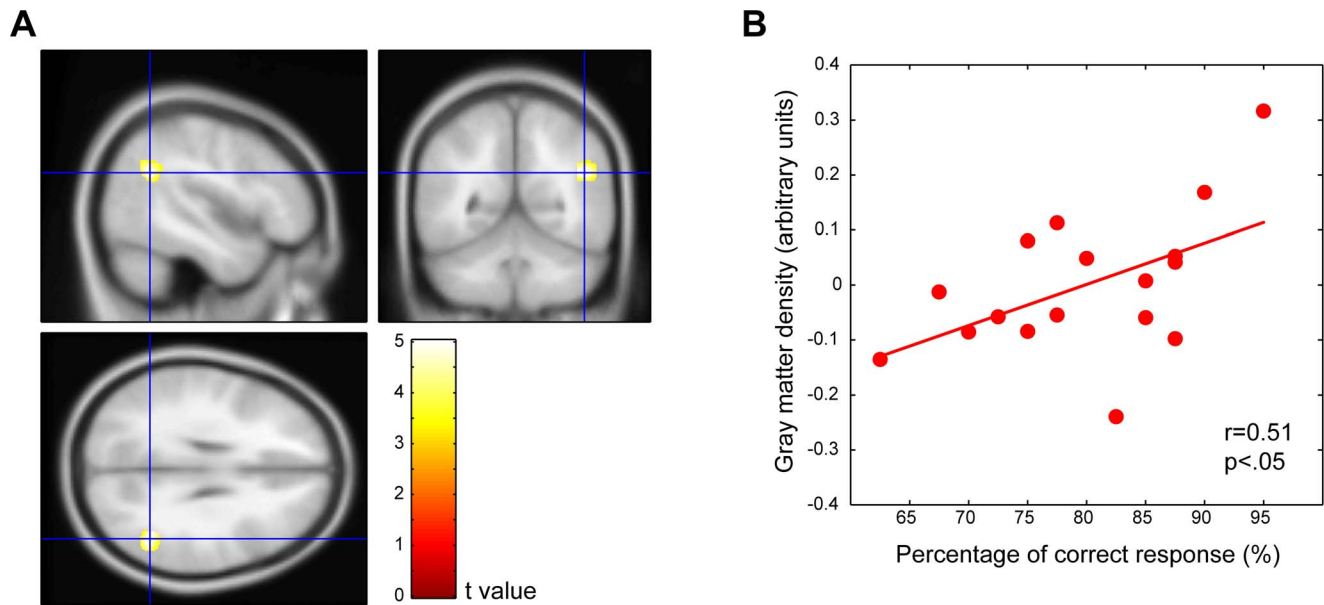 A
5
4
3
2
1
0
t value
B
Gray matter density (arbitrary units)
0.4
0.3
0.2
0.1
0
-0.1
-0.2
-0.3
-0.4
r=0.51
p<.05
65 70 75 80 85 90 95
Percentage of correct response (%)